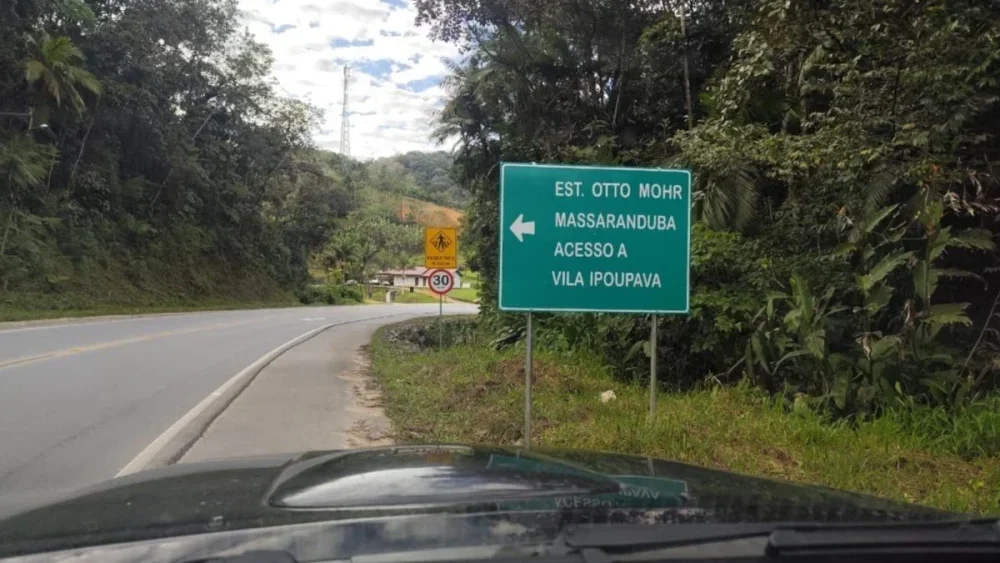 EST. OTTO MOHR
MASSARANDUBA
ACESSO A
VILA IPOUPAVA
30